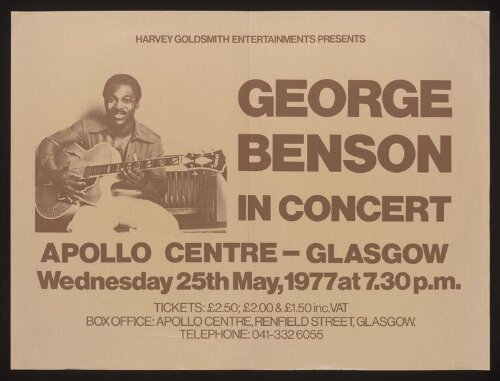 HARVEY GOLDSMITH ENTERTAINMENTS PRESENTS
GEORGE
BENSON
IN CONCERT
APOLLO CENTRE – GLASGOW
Wednesday 25th May, 1977 at 7.30 p.m.
TICKETS: £2.50; £2.00 & £1.50 inc. VAT
BOX OFFICE: APOLLO CENTRE, RENFIELD STREET, GLASGOW.
TELEPHONE: 041-332 6055